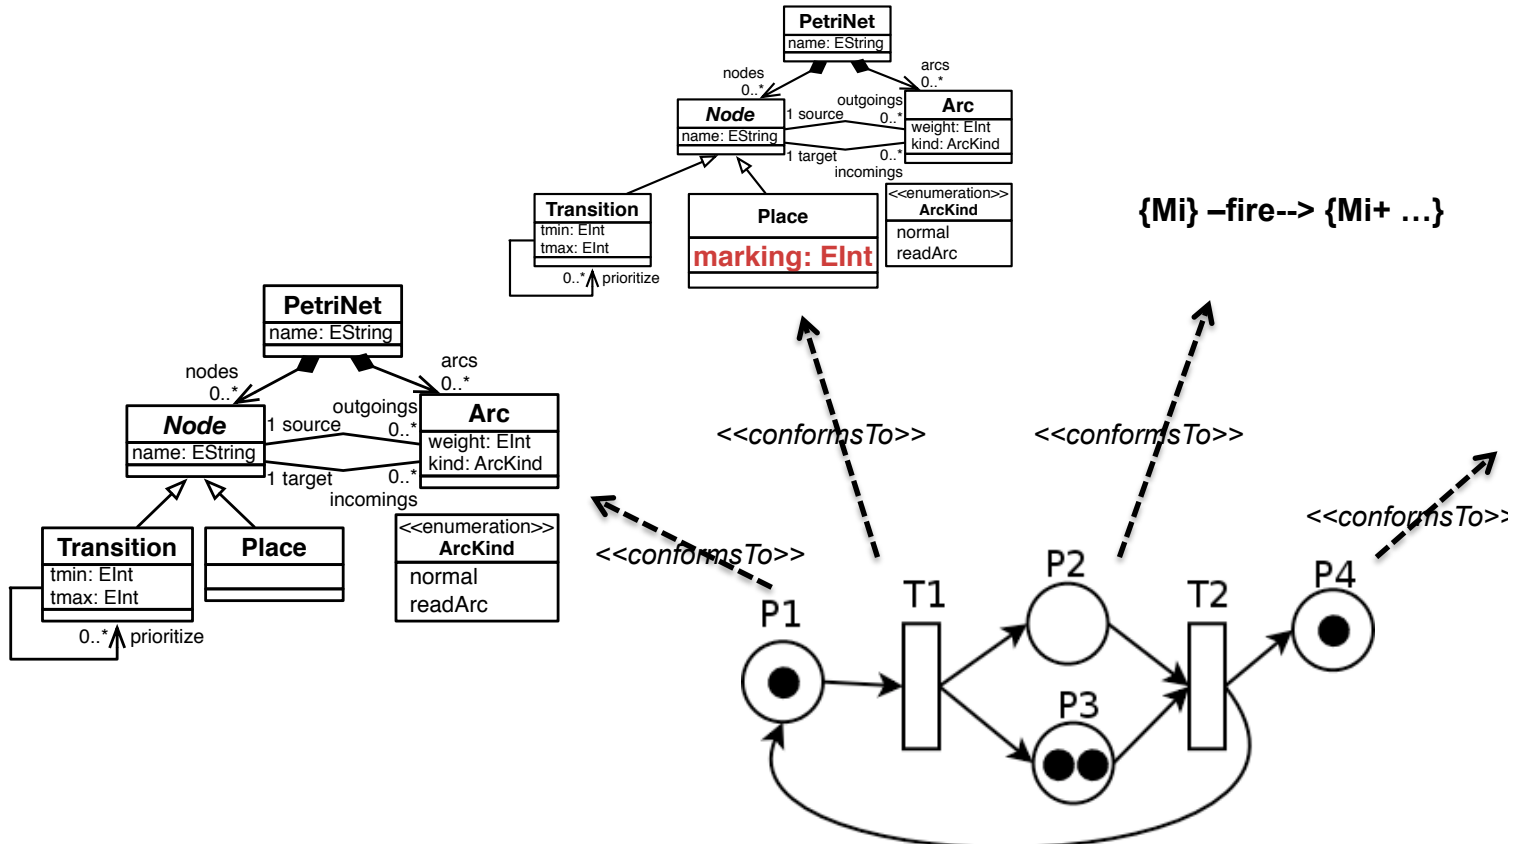 PetriNet
name: EString
nodes
0..*
arcs
0..*
Node
name: EString
1 source
outgoings
0..*
1 target
0..*
incomings
Arc
weight: EInt
kind: ArcKind
Transition
tmin: EInt
tmax: EInt
0..*
prioritize
Place
marking: EInt
<<enumeration>>
ArcKind
normal
readArc
{Mi} –fire--> {Mi+ …}
PetriNet
name: EString
nodes
0..*
arcs
0..*
Node
name: EString
1 source
outgoings
0..*
1 target
0..*
incomings
Arc
weight: EInt
kind: ArcKind
Transition
tmin: EInt
tmax: EInt
0..*
prioritize
Place
<<enumeration>>
ArcKind
normal
readArc
<<conformsTo>>
<<conformsTo>>
<<conformsTo>>
<<conformsTo>>
P1
T1
P2
P3
T2
P4